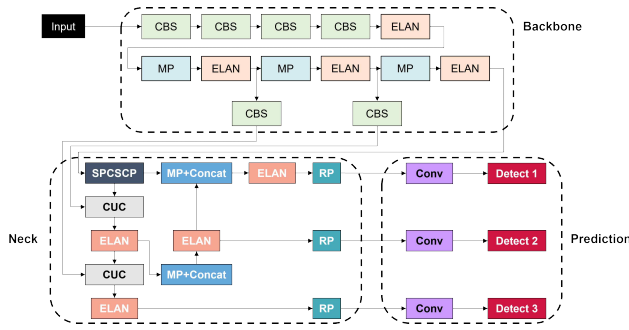 Input
CBS CBS CBS CBS ELAN
Backbone
MP ELAN MP ELAN MP ELAN
CBS CBS
SPCSCP MP+Concat ELAN RP Conv Detect 1
CUC
Neck
ELAN ELAN RP Conv Detect 2
Prediction
CUC MP+Concat
ELAN RP Conv Detect 3